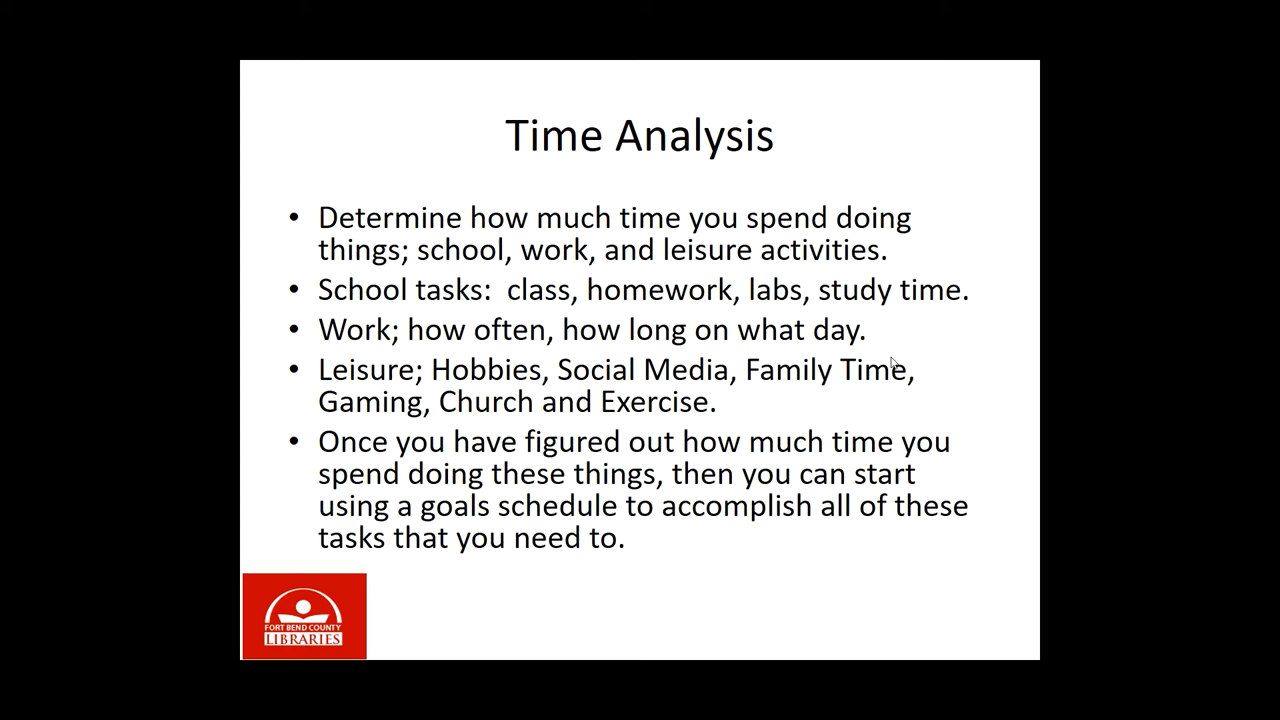 Time Analysis
• Determine how much time you spend doing
things; school, work, and leisure activities.
• School tasks:  class, homework, labs, study time.
• Work; how often, how long on what day.
• Leisure; Hobbies, Social Media, Family Time,
Gaming, Church and Exercise.
• Once you have figured out how much time you
spend doing these things, then you can start
using a goals schedule to accomplish all of these
tasks that you need to.
FORT BEND COUNTY
LIBRARIES